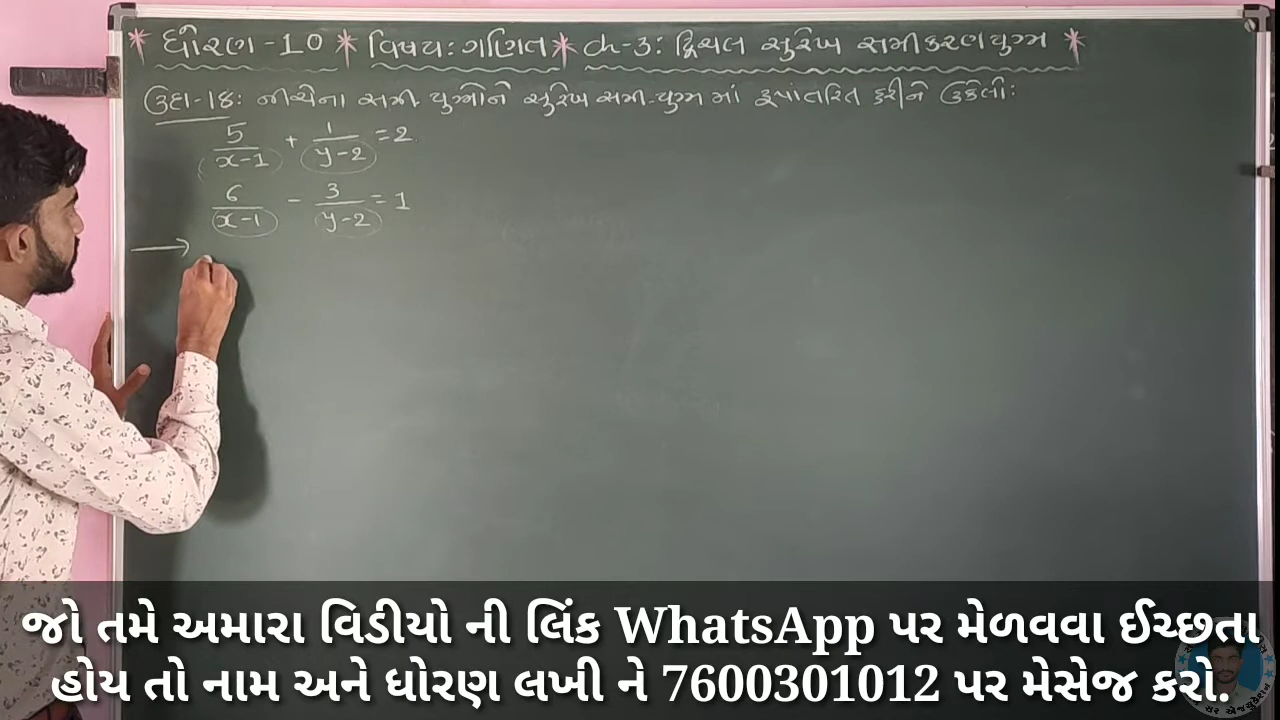 * ધોરણ-10 * વિષય: ગણિત * ch-3: દ્વિચલ સુરેખ સમીકરણયુગ્મ *
ઉદા-18: નીચેના સમી. યુગ્મોને સુરેખ સમી.યુગ્મ માં રૂપાંતરિત કરીને ઉકેલો:
5/(x-1) + 1/(y-2) = 2
6/(x-1) - 3/(y-2) = 1
→
જો તમે અમારા વિડીયો ની લિંક WhatsApp પર મેળવવા ઈચ્છતા
હોય તો નામ અને ધોરણ લખી ને 7600301012 પર મેસેજ કરો.